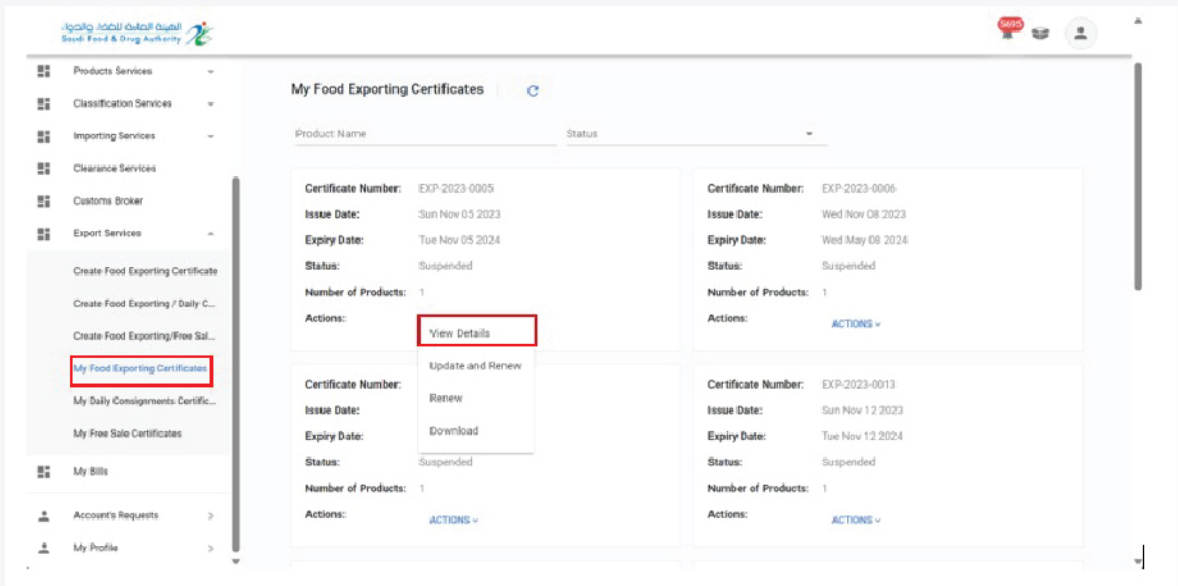 الهيئة العامة للغذاء والدواء
Saudi Food & Drug Authority
5695
Products Services
Classification Services
Importing Services
Clearance Services
Customs Broker
Export Services
Create Food Exporting Certificate
Create Food Exporting / Daily C...
Create Food Exporting/Free Sal...
My Food Exporting Certificates
My Daily Consignments Certific...
My Free Sale Certificates
My Bills
Account's Requests
My Profile
My Food Exporting Certificates
Product Name
Status
Certificate Number: EXP-2023-0005
Issue Date: Sun Nov 05 2023
Expiry Date: Tue Nov 05 2024
Status: Suspended
Number of Products: 1
Actions:
View Details
Update and Renew
Renew
Download
Certificate Number: EXP-2023-0006
Issue Date: Wed Nov 08 2023
Expiry Date: Wed May 08 2024
Status: Suspended
Number of Products: 1
Actions: ACTIONS
Certificate Number:
Issue Date:
Expiry Date:
Status: Suspended
Number of Products: 1
Actions: ACTIONS
Certificate Number: EXP-2023-0013
Issue Date: Sun Nov 12 2023
Expiry Date: Tue Nov 12 2024
Status: Suspended
Number of Products: 1
Actions: ACTIONS